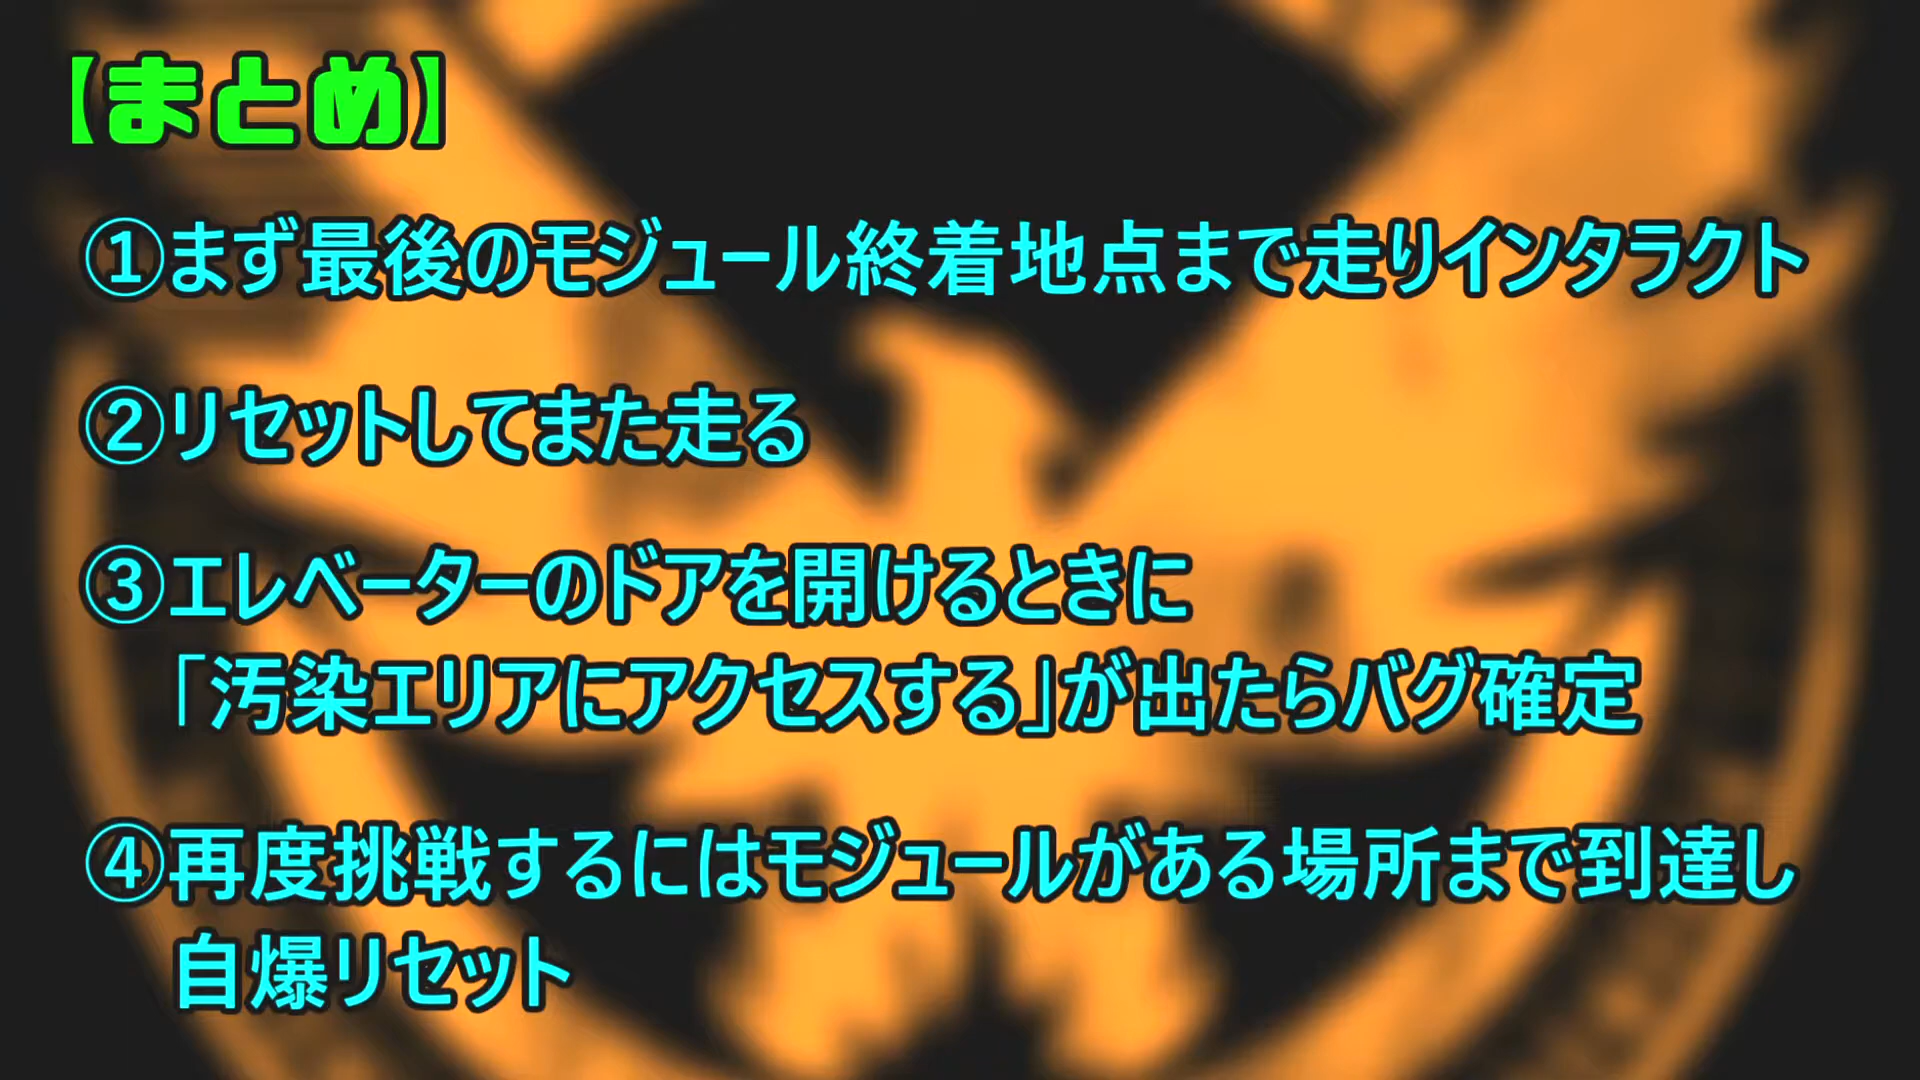 【まとめ】
①まず最後のモジュール終着地点まで走りインタラクト
②リセットしてまた走る
③エレベーターのドアを開けるときに
「汚染エリアにアクセスする」が出たらバグ確定
④再度挑戦するにはモジュールがある場所まで到達し
自爆リセット